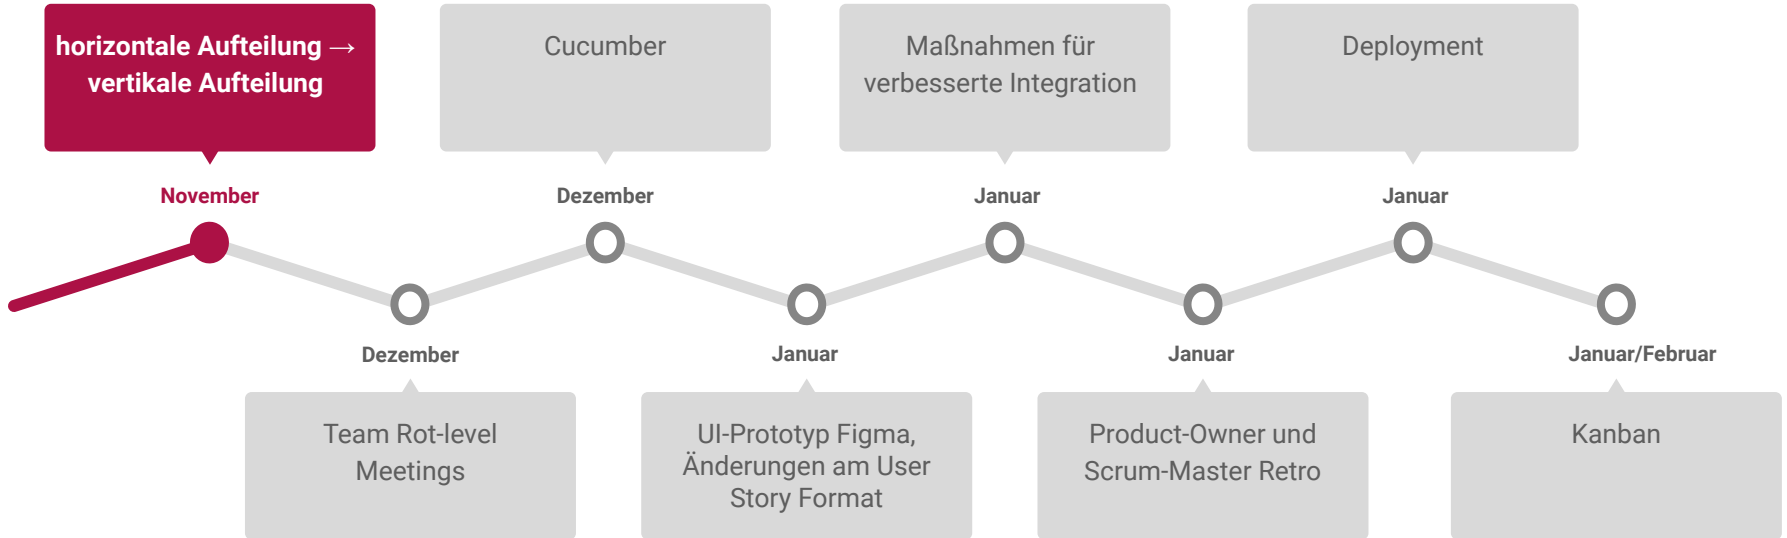 horizontale Aufteilung →
vertikale Aufteilung
Cucumber
Maßnahmen für
verbesserte Integration
Deployment
November
Dezember
Januar
Januar
Dezember
Januar
Januar
Januar/Februar
Team Rot-level
Meetings
UI-Prototyp Figma,
Änderungen am User
Story Format
Product-Owner und
Scrum-Master Retro
Kanban